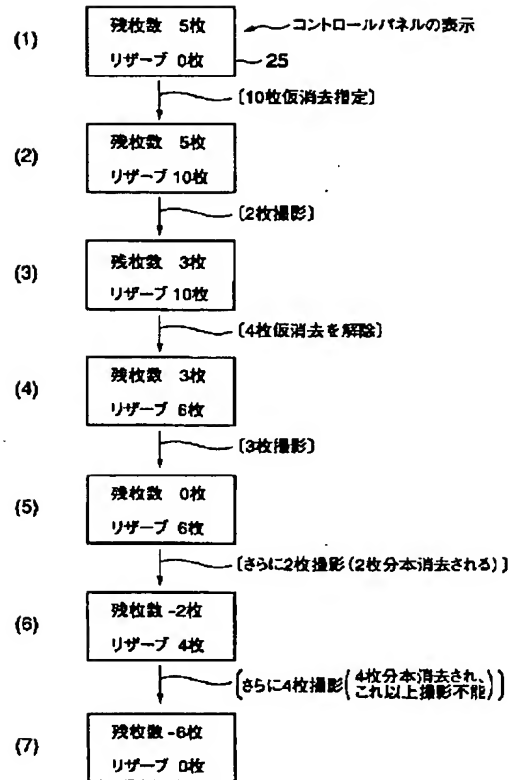 (1)
残枚数 5枚
リザーブ 0枚
コントロールパネルの表示
25
〔10枚仮消去指定〕
(2)
残枚数 5枚
リザーブ 10枚
〔2枚撮影〕
(3)
残枚数 3枚
リザーブ 10枚
〔4枚仮消去を解除〕
(4)
残枚数 3枚
リザーブ 6枚
〔3枚撮影〕
(5)
残枚数 0枚
リザーブ 6枚
〔さらに2枚撮影(2枚分本消去される)〕
(6)
残枚数 -2枚
リザーブ 4枚
〔さらに4枚撮影(4枚分本消去され、
これ以上撮影不能)〕
(7)
残枚数 -6枚
リザーブ 0枚